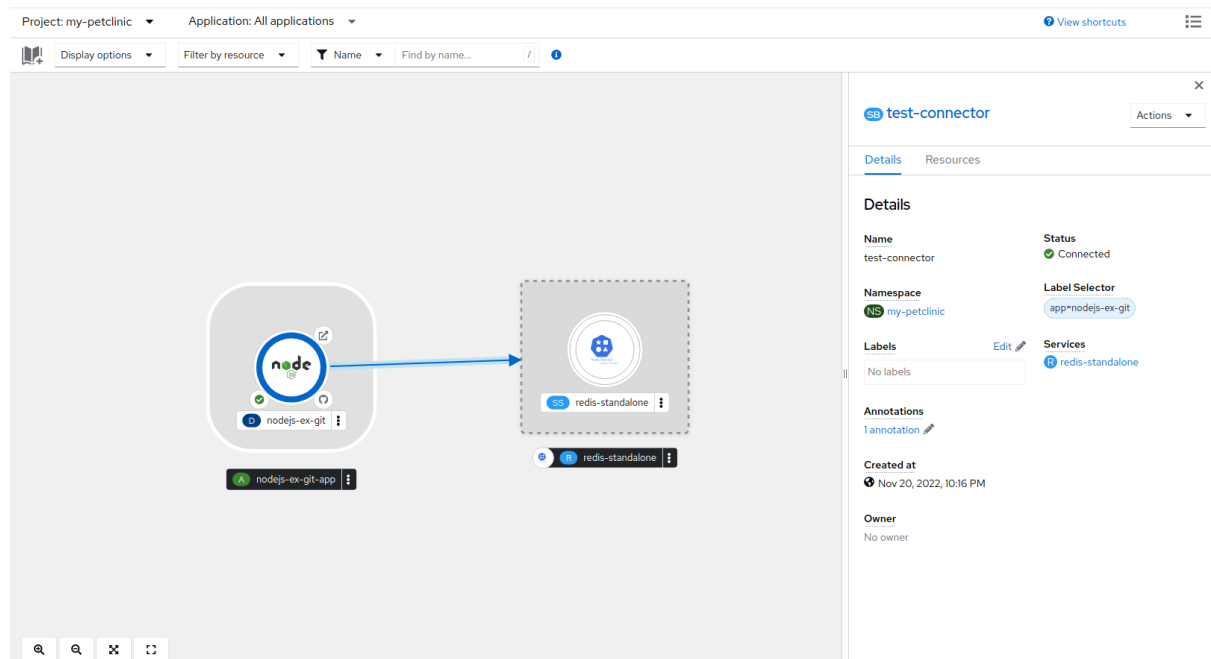 Project: my-petclinic Application: All applications View shortcuts
Display options Filter by resource Name Find by name... /
SB test-connector
Actions
Details Resources
Details
Name
test-connector
Status
Connected
Namespace
NS my-petclinic
Label Selector
app=nodejs-ex-git
Labels Edit
No labels
Services
R redis-standalone
Annotations
1 annotation
Created at
Nov 20, 2022, 10:16 PM
Owner
No owner
node
JS
D nodejs-ex-git
A nodejs-ex-git-app
SS redis-standalone
R redis-standalone